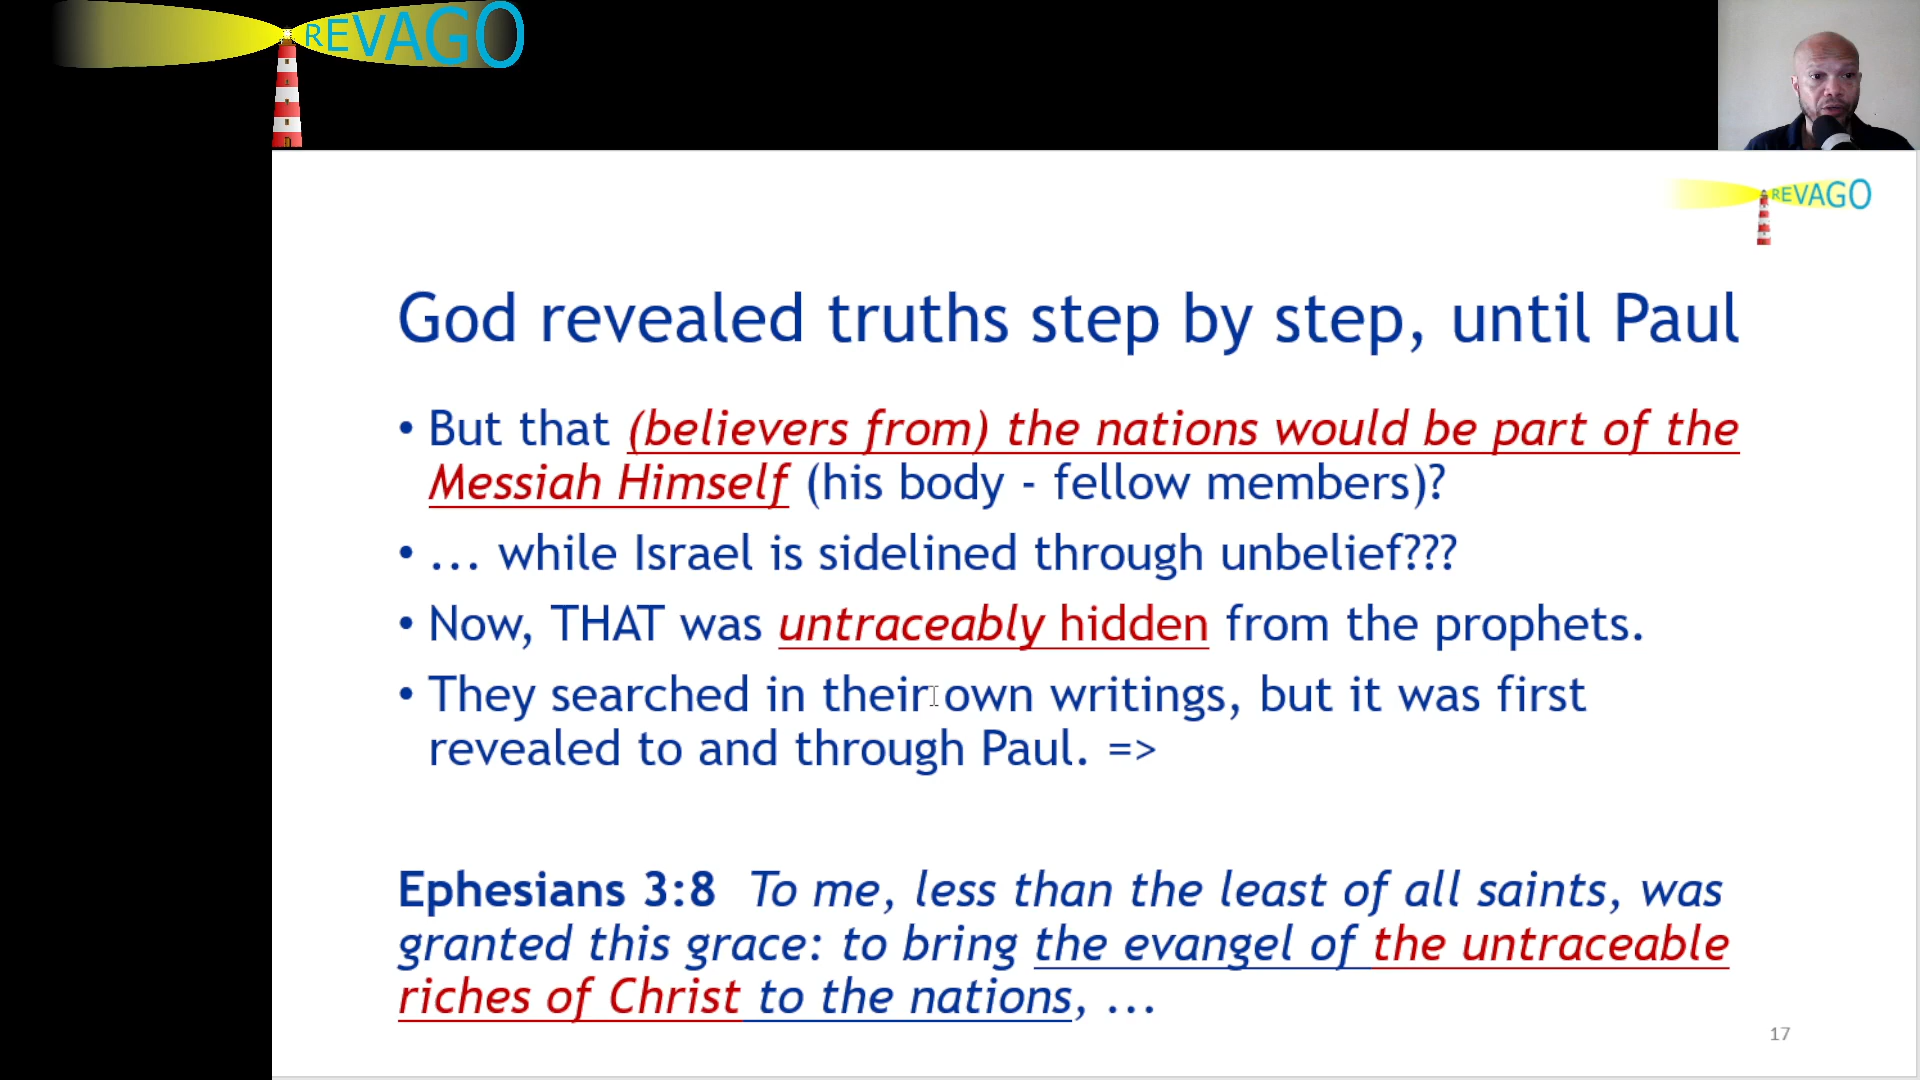 REVAGO
REVAGO
God revealed truths step by step, until Paul
• But that (believers from) the nations would be part of the
Messiah Himself (his body - fellow members)?
• ... while Israel is sidelined through unbelief???
• Now, THAT was untraceably hidden from the prophets.
• They searched in their own writings, but it was first
revealed to and through Paul. =>
Ephesians 3:8 To me, less than the least of all saints, was
granted this grace: to bring the evangel of the untraceable
riches of Christ to the nations, ...
17